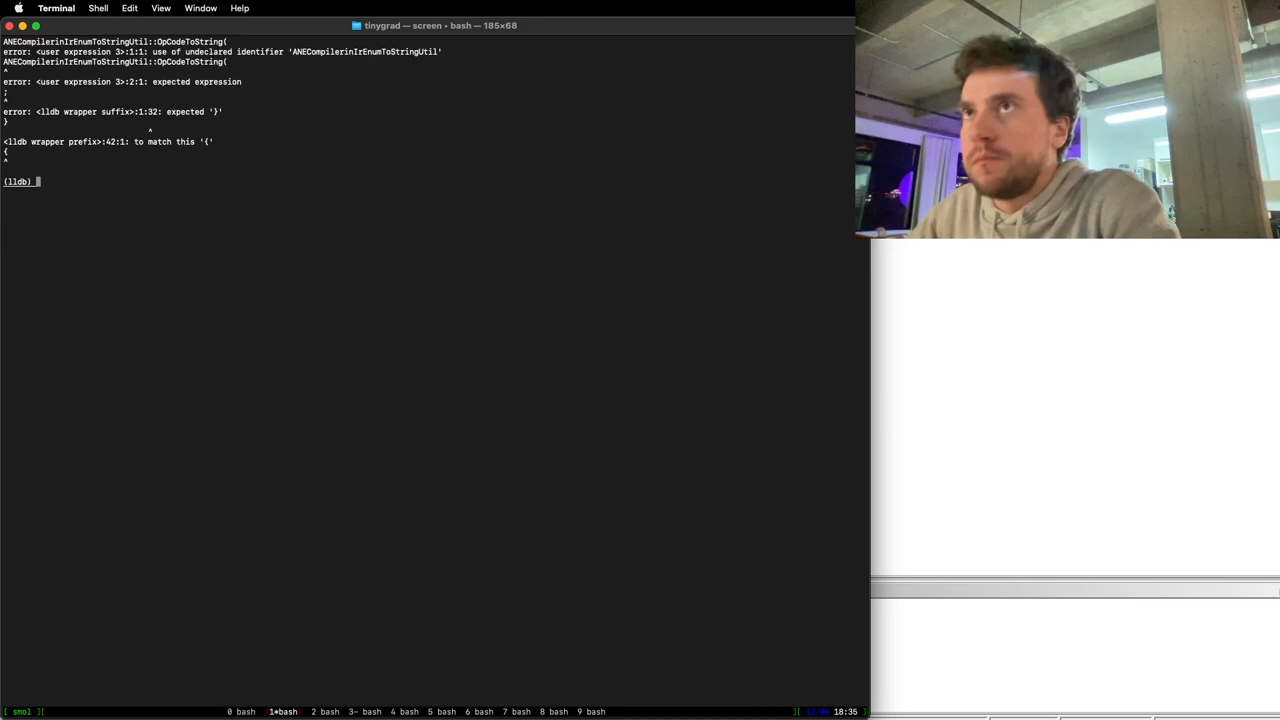 Terminal Shell Edit View Window Help
tinygrad — screen • bash — 185×68
ANECompilerinIrEnumToStringUtil::OpCodeToString(
error: <user expression 3>:1:1: use of undeclared identifier 'ANECompilerinIrEnumToStringUtil'
ANECompilerinIrEnumToStringUtil::OpCodeToString(
^
error: <user expression 3>:2:1: expected expression
;
^
error: <lldb wrapper suffix>:1:32: expected '}'
}
^
<lldb wrapper prefix>:42:1: to match this '{'
{
^
(lldb)
[ smol ][ 0 bash 1*bash 2 bash 3- bash 4 bash 5 bash 6 bash 7 bash 8 bash 9 bash ][ 18:35 ]